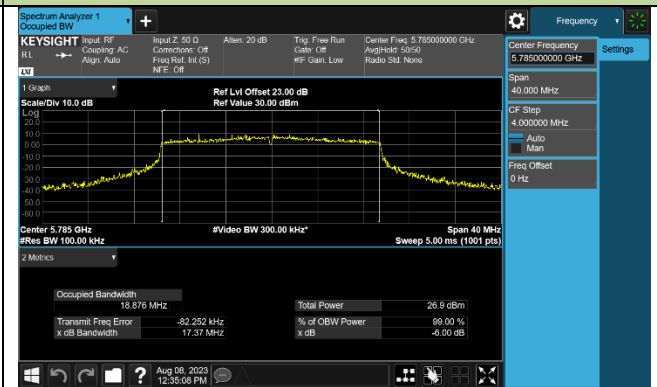 Spectrum Analyzer 1
Occupied BW
Frequency
KEYSIGHT
Input: RF
Coupling: AC
Align: Auto
Input Z: 50 Ω
Corrections: Off
Freq Ref: Int (S)
NFE: Off
Atten: 20 dB
Trig: Free Run
Gate: Off
#IF Gain: Low
Center Freq: 5.785000000 GHz
Avg|Hold: 50/50
Radio Std: None
LXI
Center Frequency
5.785000000 GHz
Settings
Span
40.000 MHz
CF Step
4.000000 MHz
Auto
Man
Freq Offset
0 Hz
1 Graph
Scale/Div 10.0 dB
Ref Lvl Offset 23.00 dB
Ref Value 30.00 dBm
Log
20.0
10.0
0.00
-10.0
-20.0
-30.0
-40.0
-50.0
-60.0
Center 5.785 GHz
#Res BW 100.00 kHz
#Video BW 300.00 kHz*
Span 40 MHz
Sweep 5.00 ms (1001 pts)
2 Metrics
Occupied Bandwidth
18.876 MHz
Total Power 26.9 dBm
Transmit Freq Error -82.252 kHz
% of OBW Power 99.00 %
x dB Bandwidth 17.37 MHz
x dB -6.00 dB
?
Aug 08, 2023
12:35:08 PM